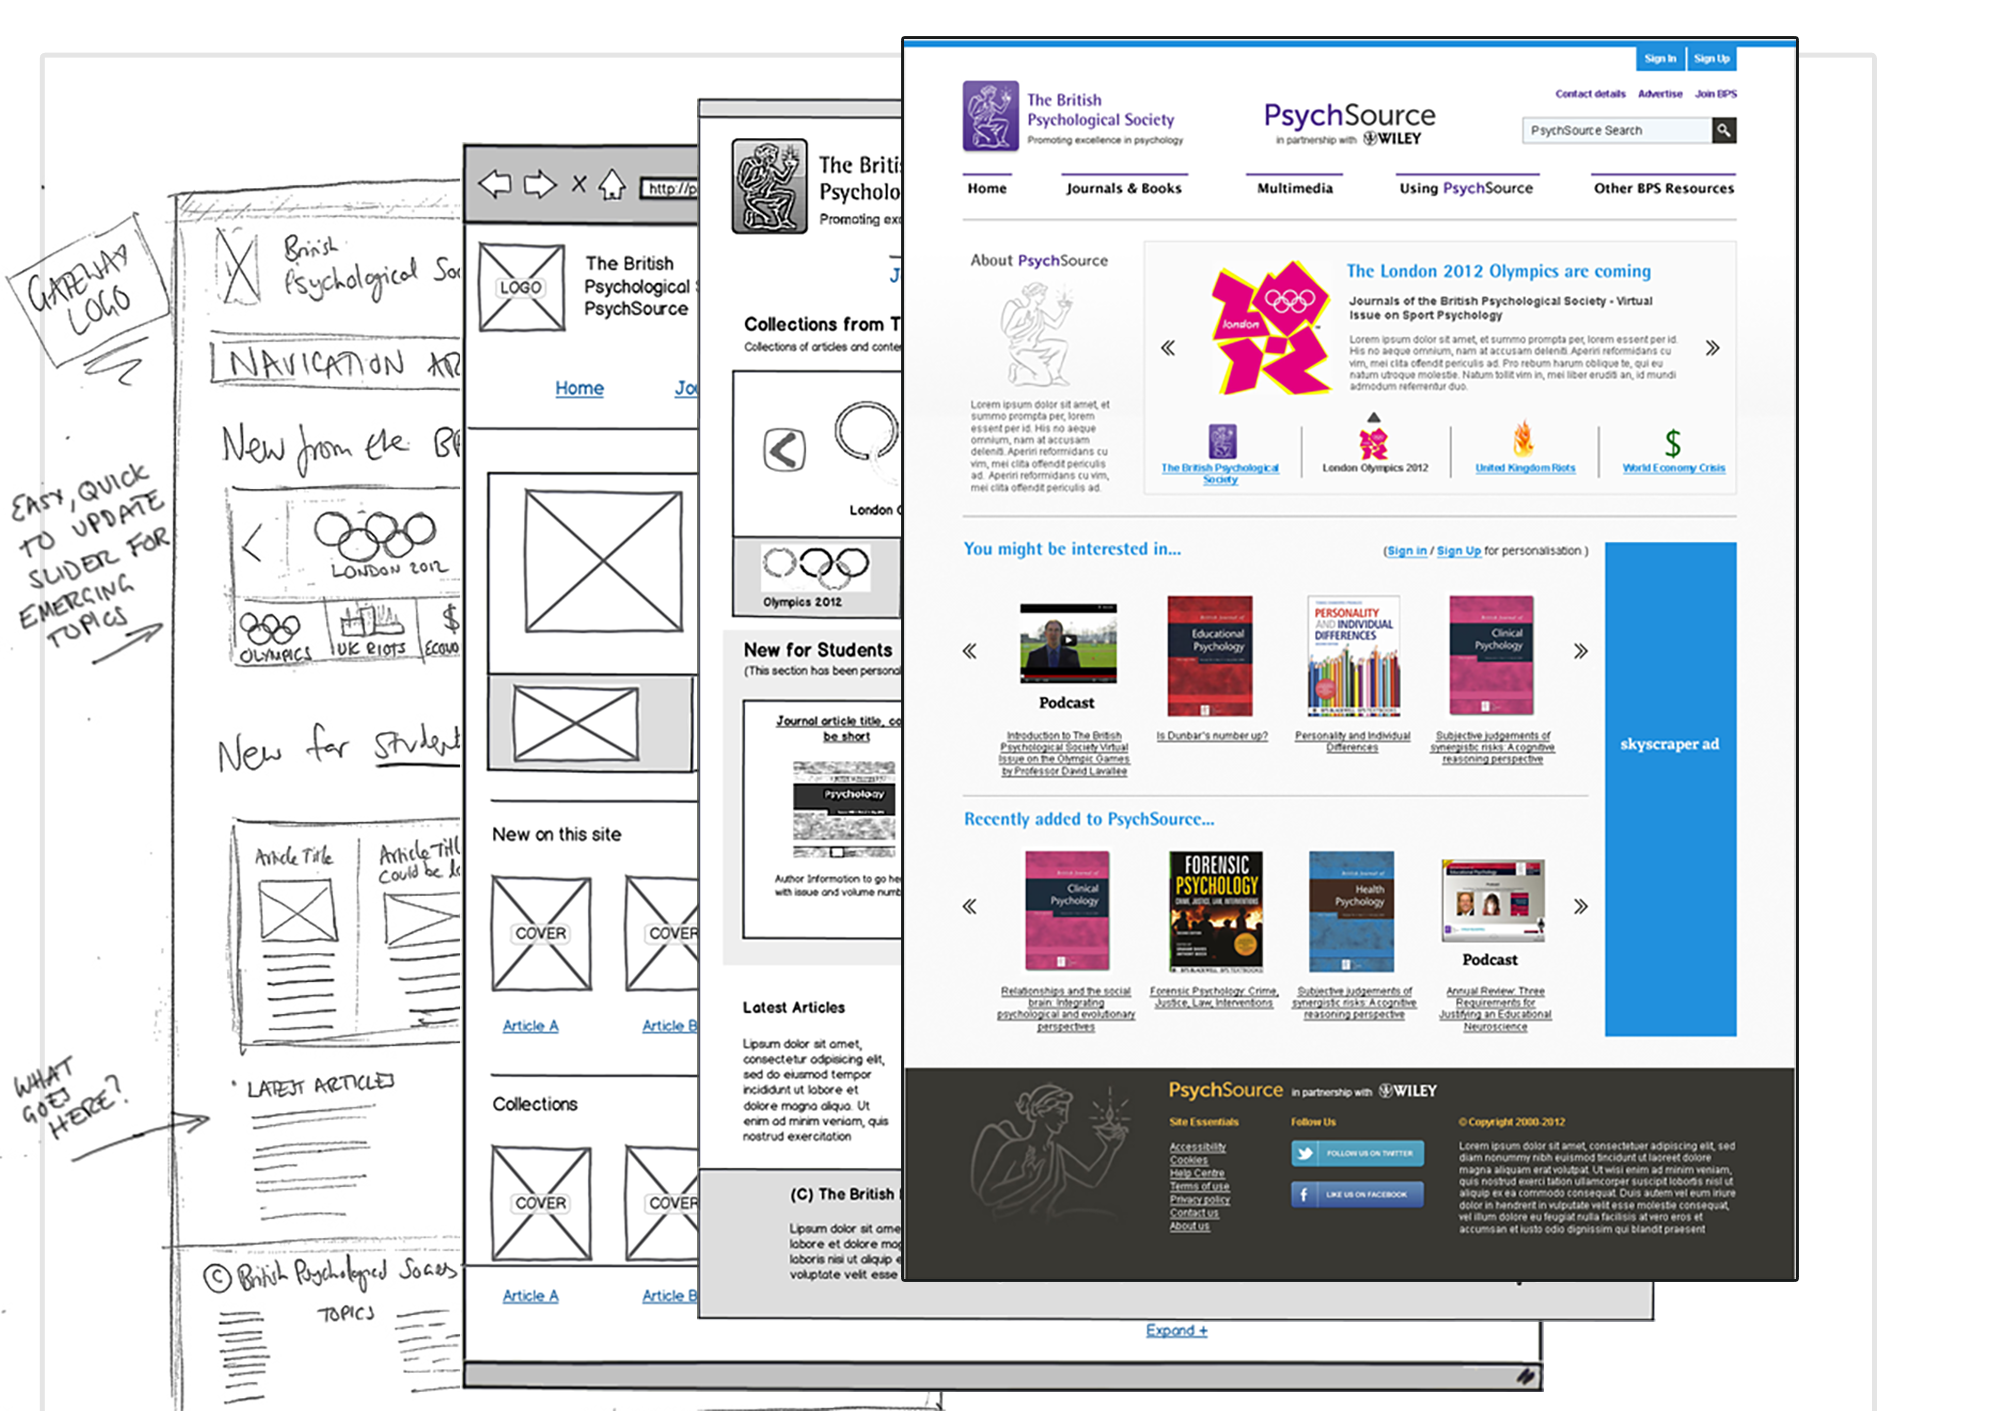 GATEWAY
LOGO
EASY, QUICK
TO UPDATE
SLIDER FOR
EMERGING
TOPICS
WHAT
GOES
HERE?
British
Psychological Soc
NAVICATION AR
New from the BP
LONDON 2012
OLYMPICS
UK RIOTS
$
ECONO
New for Student
Article Title
Article Titl
could be lo
LATEST ARTICLES
© British Psychological
TOPICS
http://p
LOGO
The British
Psychological S
PsychSource
Home
Jou
New on this site
COVER
COVER
Article A
Article B
Collections
COVER
COVER
Article A
Article B
Expand +
The Briti
Psycholo
Promoting exc
J
Collections from T
Collections of articles and conte
London O
Olympics 2012
New for Students
(This section has been persona
Journal article title, co
be short
Psychology
Author Information to go he
with issue and volume numb
Latest Articles
Lipsum dolor sit amet,
consectetur adipisicing elit,
sed do eiusmod tempor
incididunt ut labore et
dolore magna aliqua. Ut
enim ad minim veniam, quis
nostrud exercitation
(C) The British
Lipsum dolor sit ame
labore et dolore mag
laboris nisi ut aliquip e
voluptate velit esse
Sign In
Sign Up
Contact details
Advertise
Join BPS
The British
Psychological Society
Promoting excellence in psychology
PsychSource
in partnership with WILEY
PsychSource Search
Home
Journals & Books
Multimedia
Using PsychSource
Other BPS Resources
About PsychSource
Lorem ipsum dolor sit amet, et
summo prompta per, lorem
essent per id. His no aeque
omnium, nam at accusam
deleniti. Aperiri reformidans cu
vim, mei clita offendit periculis
ad. Aperiri reformidans cu vim,
mei clita offendit periculis ad.
london
The London 2012 Olympics are coming
Journals of the British Psychological Society - Virtual
Issue on Sport Psychology
Lorem ipsum dolor sit amet, et summo prompta per, lorem essent per id.
His no aeque omnium, nam at accusam deleniti. Aperiri reformidans cu
vim, mei clita offendit periculis ad. Pro rebum harum oblique te, qui eu
natum utroque molestie. Natum tollit vim in, mei liber eruditi an, id mundi
admodum referrentur duo.
The British Psychological
Society
London Olympics 2012
United Kingdom Riots
$
World Economy Crisis
You might be interested in...
(Sign in / Sign Up for personalisation )
Educational
Psychology
PERSONALITY
AND INDIVIDUAL
DIFFERENCES
Clinical
Psychology
Podcast
Introduction to The British
Psychological Society Virtual
Issue on the Olympic Games
by Professor David Lavallee
Is Dunbar's number up?
Personality and Individual
Differences
Subjective judgements of
synergistic risks: A cognitive
reasoning perspective
skyscraper ad
Recently added to PsychSource...
Clinical
Psychology
FORENSIC
PSYCHOLOGY
CRIME, JUSTICE, LAW, INTERVENTIONS
Health
Psychology
Podcast
Relationships and the social
brain: Integrating
psychological and evolutionary
perspectives
Forensic Psychology: Crime,
Justice, Law, Interventions
Subjective judgements of
synergistic risks: A cognitive
reasoning perspective
Annual Review: Three
Requirements for
Justifying an Educational
Neuroscience
PsychSource in partnership with WILEY
Site Essentials
Accessibility
Cookies
Help Centre
Terms of use
Privacy policy
Contact us
About us
Follow Us
FOLLOW US ON TWITTER
LIKE US ON FACEBOOK
© Copyright 2000-2012
Lorem ipsum dolor sit amet, consectetuer adipiscing elit, sed
diam nonummy nibh euismod tincidunt ut laoreet dolore
magna aliquam erat volutpat. Ut wisi enim ad minim veniam,
quis nostrud exerci tation ullamcorper suscipit lobortis nisl ut
aliquip ex ea commodo consequat. Duis autem vel eum iriure
dolor in hendrerit in vulputate velit esse molestie consequat,
vel illum dolore eu feugiat nulla facilisis at vero eros et
accumsan et iusto odio dignissim qui blandit praesent